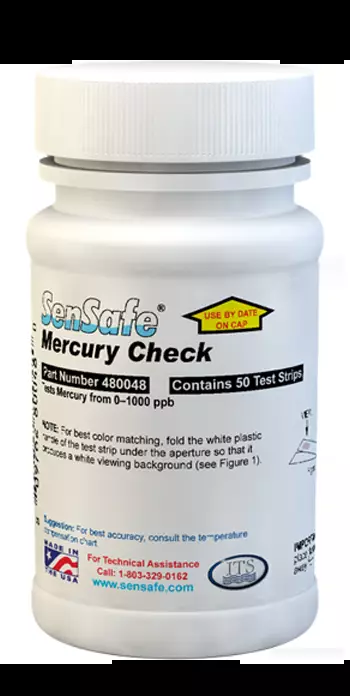 SenSafe®
USE BY DATE
ON CAP
Mercury Check
Part Number 480048
Contains 50 Test Strips
Tests Mercury from 0–1000 ppb
NOTE: For best color matching, fold the white plastic
handle of the test strip under the aperture so that it
produces a white viewing background (see Figure 1).
Suggestion: For best accuracy, consult the temperature
compensation chart
MADE IN
THE USA
For Technical Assistance
Call: 1-803-329-0162
www.sensafe.com
ITS